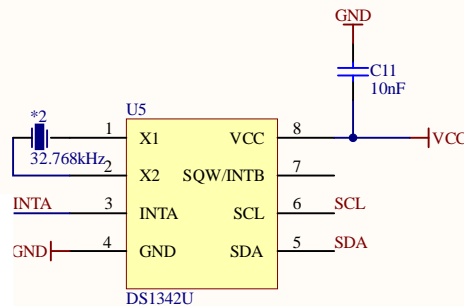 GND
C11
10nF
*2
U5
1
X1
VCC
8
VCC
32.768kHz
2
X2
SQW/INTB
7
INTA
3
INTA
SCL
6
SCL
GND
4
GND
SDA
5
SDA
DS1342U